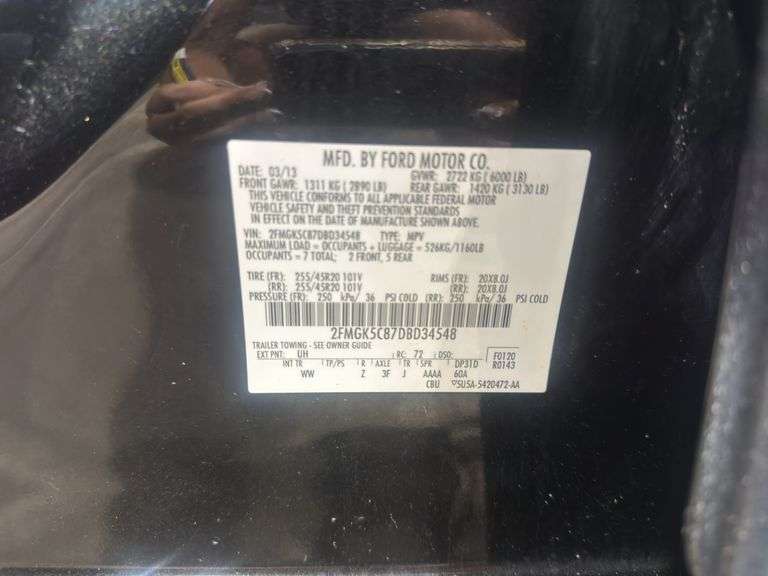 MFD. BY FORD MOTOR CO.
DATE: 03/13 GVWR: 2722 KG ( 6000 LB)
FRONT GAWR: 1311 KG ( 2890 LB) REAR GAWR: 1420 KG ( 3130 LB)
THIS VEHICLE CONFORMS TO ALL APPLICABLE FEDERAL MOTOR
VEHICLE SAFETY AND THEFT PREVENTION STANDARDS
IN EFFECT ON THE DATE OF MANUFACTURE SHOWN ABOVE.
VIN: 2FMGK5C87DBD34548 TYPE: MPV
MAXIMUM LOAD = OCCUPANTS + LUGGAGE = 526KG/1160LB
OCCUPANTS = 7 TOTAL; 2 FRONT, 5 REAR
TIRE (FR): 255/45R20 101V RIMS (FR): 20X8.0J
(RR): 255/45R20 101V (RR): 20X8.0J
PRESSURE (FR): 250 kPa/ 36 PSI COLD (RR): 250 kPa/ 36 PSI COLD
2FMGK5C87DBD34548
TRAILER TOWING - SEE OWNER GUIDE
EXT PNT: UH RC: 72 DSO: F0120
INT TR TP/PS R AXLE TR SPR DP31D R0143
WW Z 3F J AAAA 60A
CBU 5U5A-5420472-AA